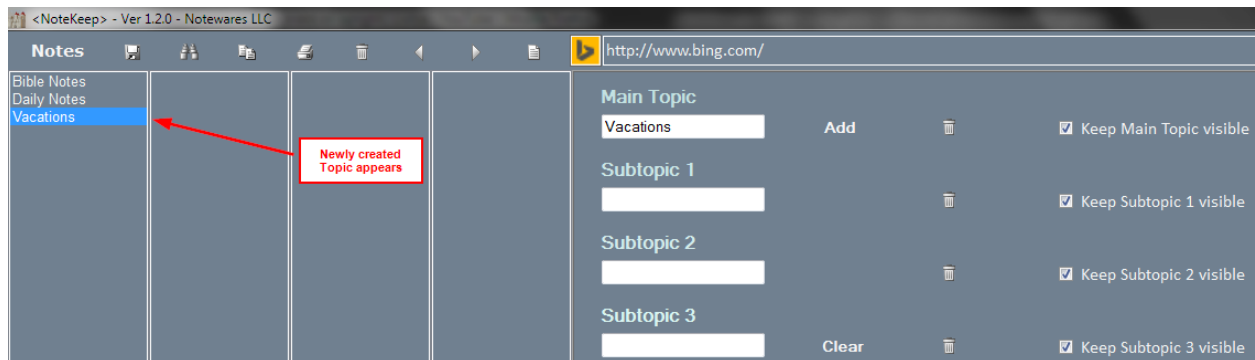 <NoteKeep> - Ver 1.2.0 - Notewares LLC
Notes
http://www.bing.com/
Bible Notes
Daily Notes
Vacations
Newly created
Topic appears
Main Topic
Vacations
Add
Keep Main Topic visible
Subtopic 1
Keep Subtopic 1 visible
Subtopic 2
Keep Subtopic 2 visible
Subtopic 3
Clear
Keep Subtopic 3 visible